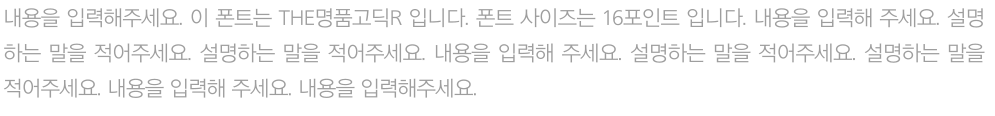 내용을 입력해주세요. 이 폰트는 THE명품고딕R 입니다. 폰트 사이즈는 16포인트 입니다. 내용을 입력해 주세요. 설명
하는 말을 적어주세요. 설명하는 말을 적어주세요. 내용을 입력해 주세요. 설명하는 말을 적어주세요. 설명하는 말을
적어주세요. 내용을 입력해 주세요. 내용을 입력해주세요.